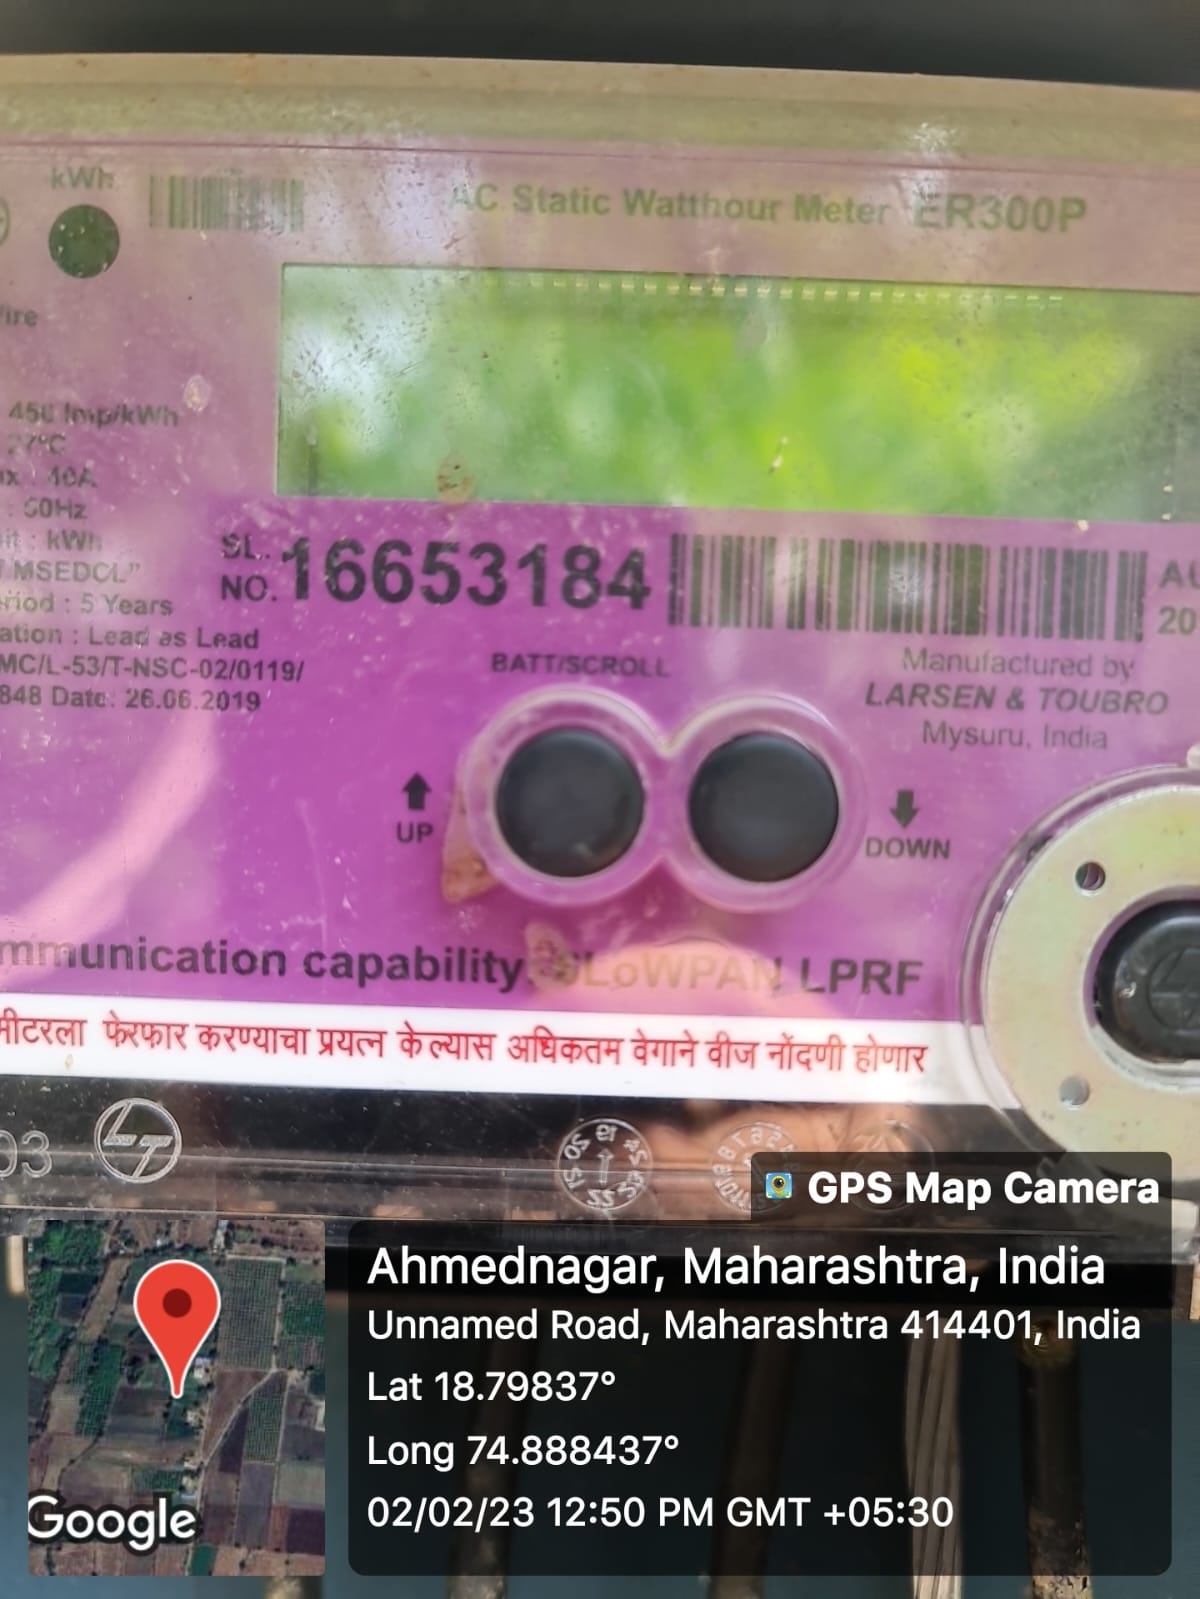 kWh
AC Static Watthour Meter ER300P
ire
450 Imp/kWh
27°C
x : 40A
: 50Hz
it : kWh
MSEDCL"
riod : 5 Years
ation : Lead as Lead
MC/L-53/T-NSC-02/0119/
848 Date: 26.06.2019
SL.
NO. 16653184
AU
20
BATT/SCROLL
Manufactured by
LARSEN & TOUBRO
Mysuru, India
UP
DOWN
mmunication capability: 6LoWPAN LPRF
मीटरला फेरफार करण्याचा प्रयत्न केल्यास अधिकतम वेगाने वीज नोंदणी होणार
03
GPS Map Camera
Ahmednagar, Maharashtra, India
Unnamed Road, Maharashtra 414401, India
Lat 18.79837°
Long 74.888437°
02/02/23 12:50 PM GMT +05:30
Google